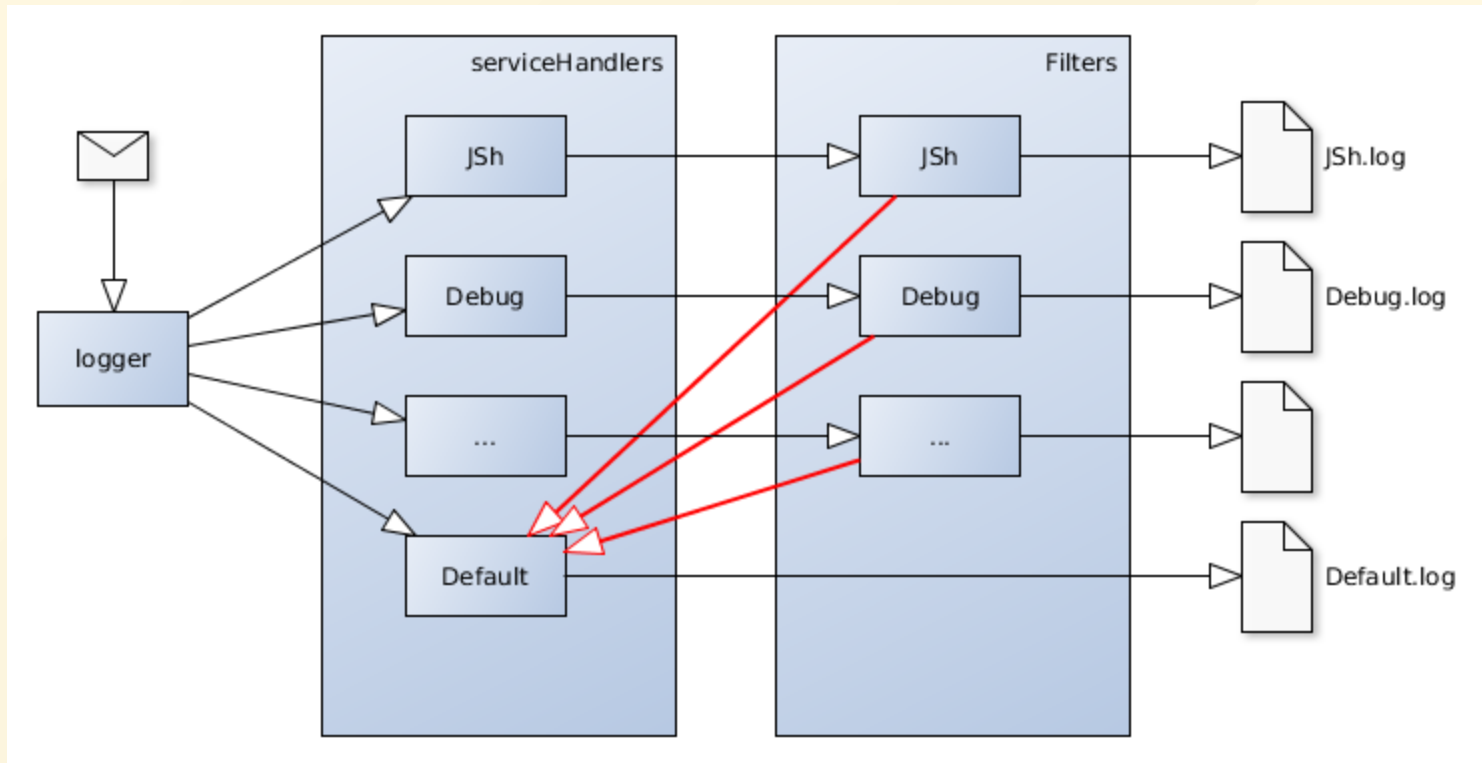 serviceHandlers
Filters
JSh
JSh
JSh.log
Debug
Debug
Debug.log
logger
...
...
Default
Default.log